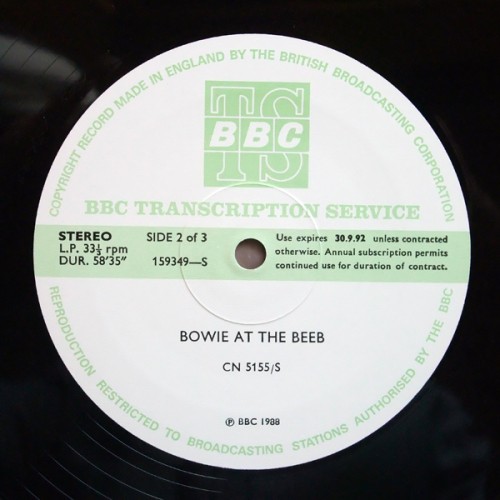 COPYRIGHT RECORD MADE IN ENGLAND BY THE BRITISH BROADCASTING CORPORATION
TS
BBC
BBC TRANSCRIPTION SERVICE
STEREO
L.P. 33⅓ rpm
DUR. 58'35"
SIDE 2 of 3
159349—S
Use expires 30.9.92 unless contracted
otherwise. Annual subscription permits
continued use for duration of contract.
BOWIE AT THE BEEB
CN 5155/S
℗ BBC 1988
REPRODUCTION RESTRICTED TO BROADCASTING STATIONS AUTHORISED BY THE BBC